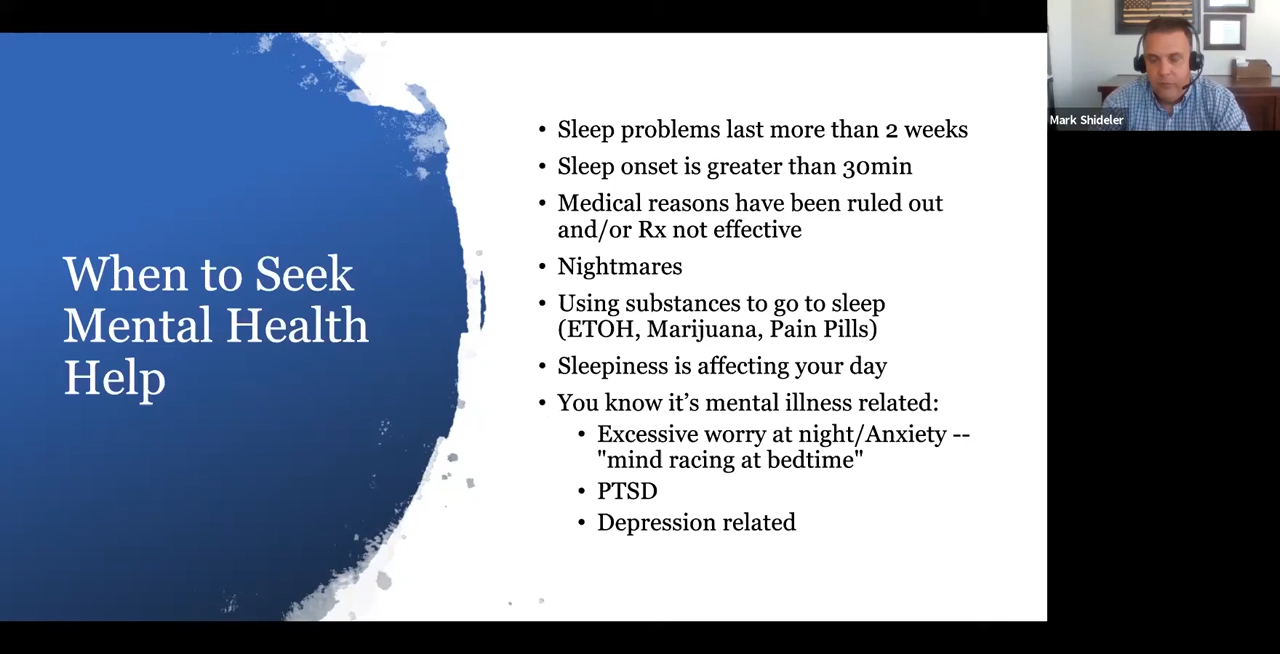 When to Seek
Mental Health
Help
• Sleep problems last more than 2 weeks
• Sleep onset is greater than 30min
• Medical reasons have been ruled out
and/or Rx not effective
• Nightmares
• Using substances to go to sleep
(ETOH, Marijuana, Pain Pills)
• Sleepiness is affecting your day
• You know it’s mental illness related:
• Excessive worry at night/Anxiety --
"mind racing at bedtime"
• PTSD
• Depression related
Mark Shideler